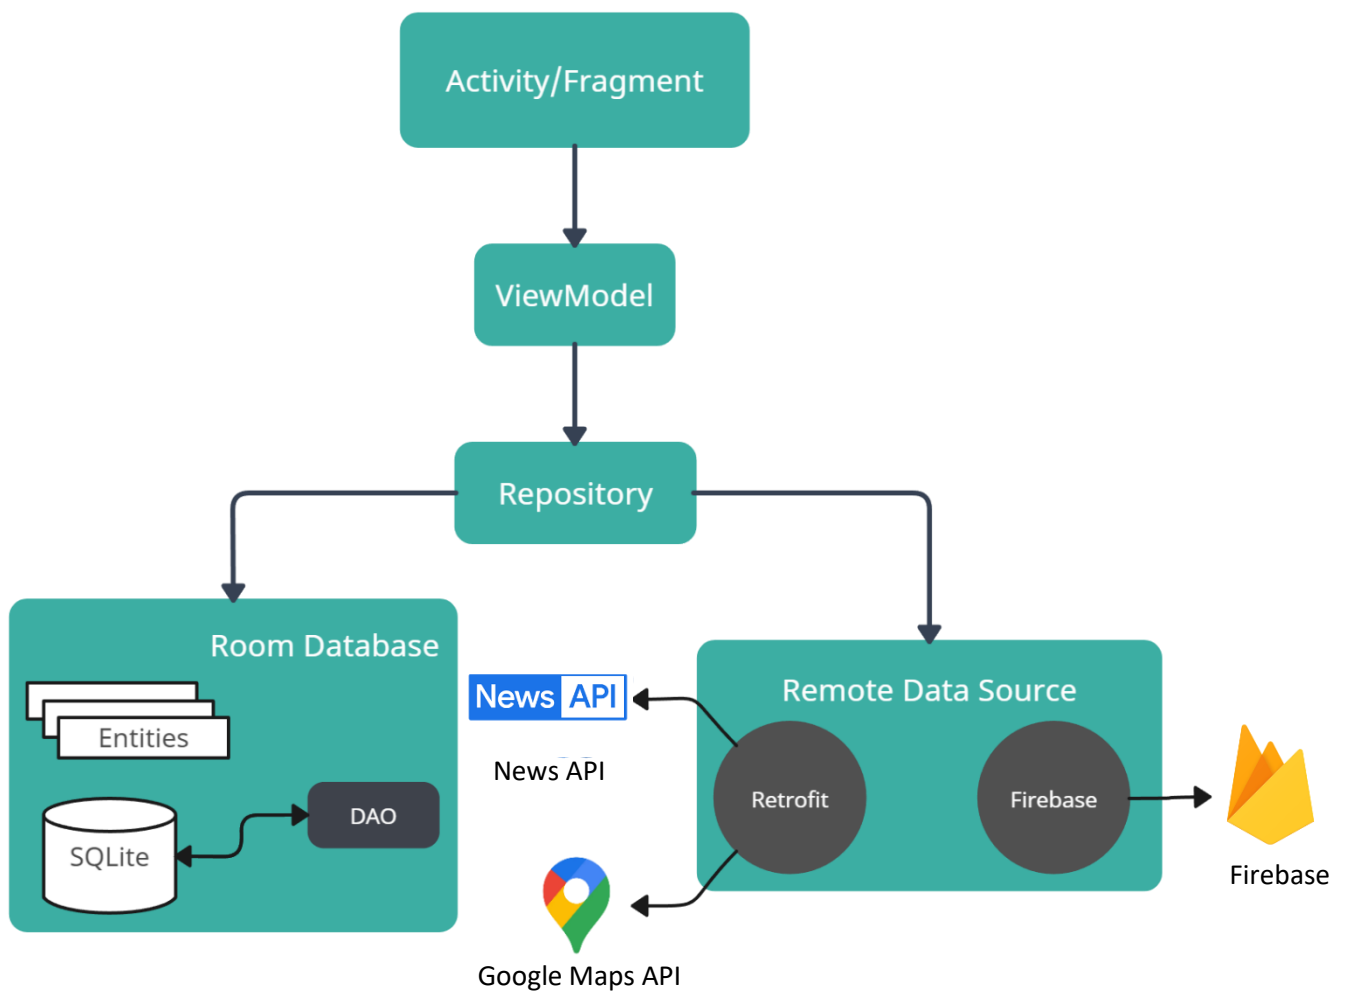 Activity/Fragment
ViewModel
Repository
Room Database
Entities
DAO
SQLite
Remote Data Source
Retrofit
Firebase
News API
News API
Google Maps API
Firebase